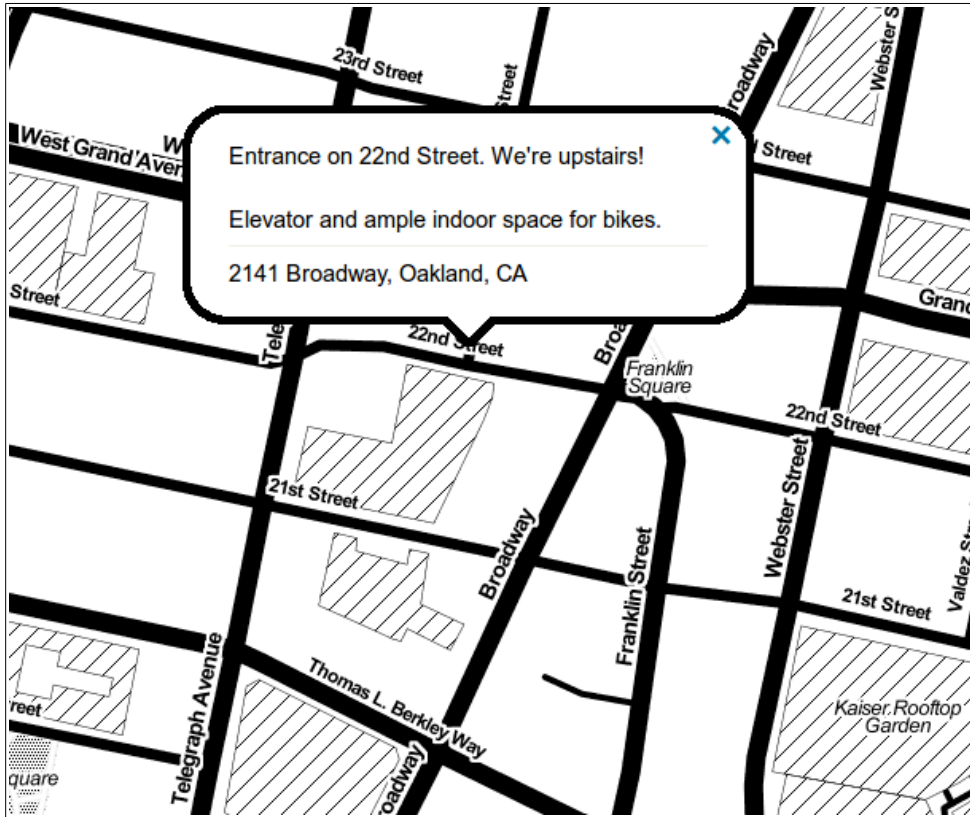 Webster S
23rd Street
Street
roadway
West Grand Aven
W
Entrance on 22nd Street. We're upstairs!
Street
Elevator and ample indoor space for bikes.
2141 Broadway, Oakland, CA
Street
Grand
Tele
22nd Street
Broa
Franklin
Square
22nd Street
21st Street
Webster Street
Broadway
Franklin Street
Valdez Str
21st Street
Telegraph Avenue
Thomas L. Berkley Way
Kaiser Rooftop
Garden
reet
quare
roadway